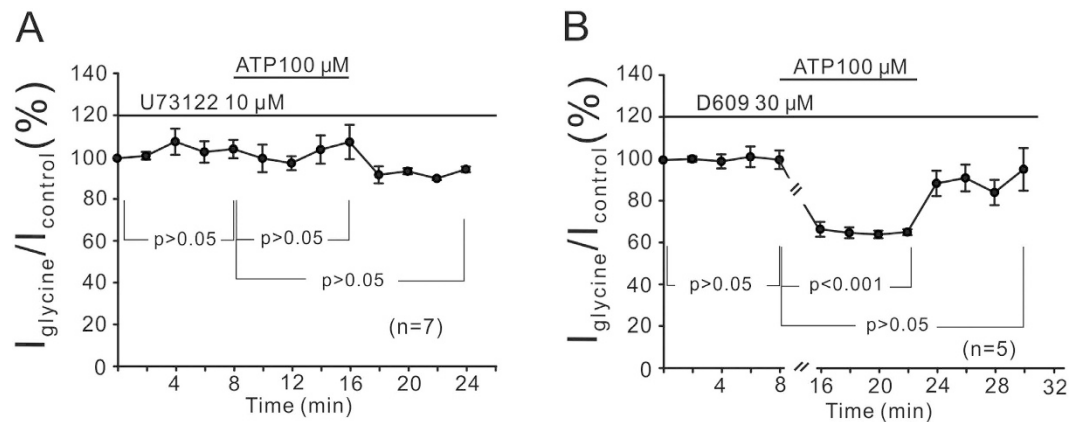 A
ATP100 µM
U73122 10 µM
Iglycine/Icontrol(%)
140
120
100
80
60
40
20
0
p>0.05
p>0.05
p>0.05
(n=7)
4 8 12 16 20 24
Time (min)
B
ATP100 µM
D609 30 µM
Iglycine/Icontrol(%)
140
120
100
80
60
40
20
0
p>0.05
p<0.001
p>0.05
(n=5)
0 4 8 16 20 24 28 32
Time (min)